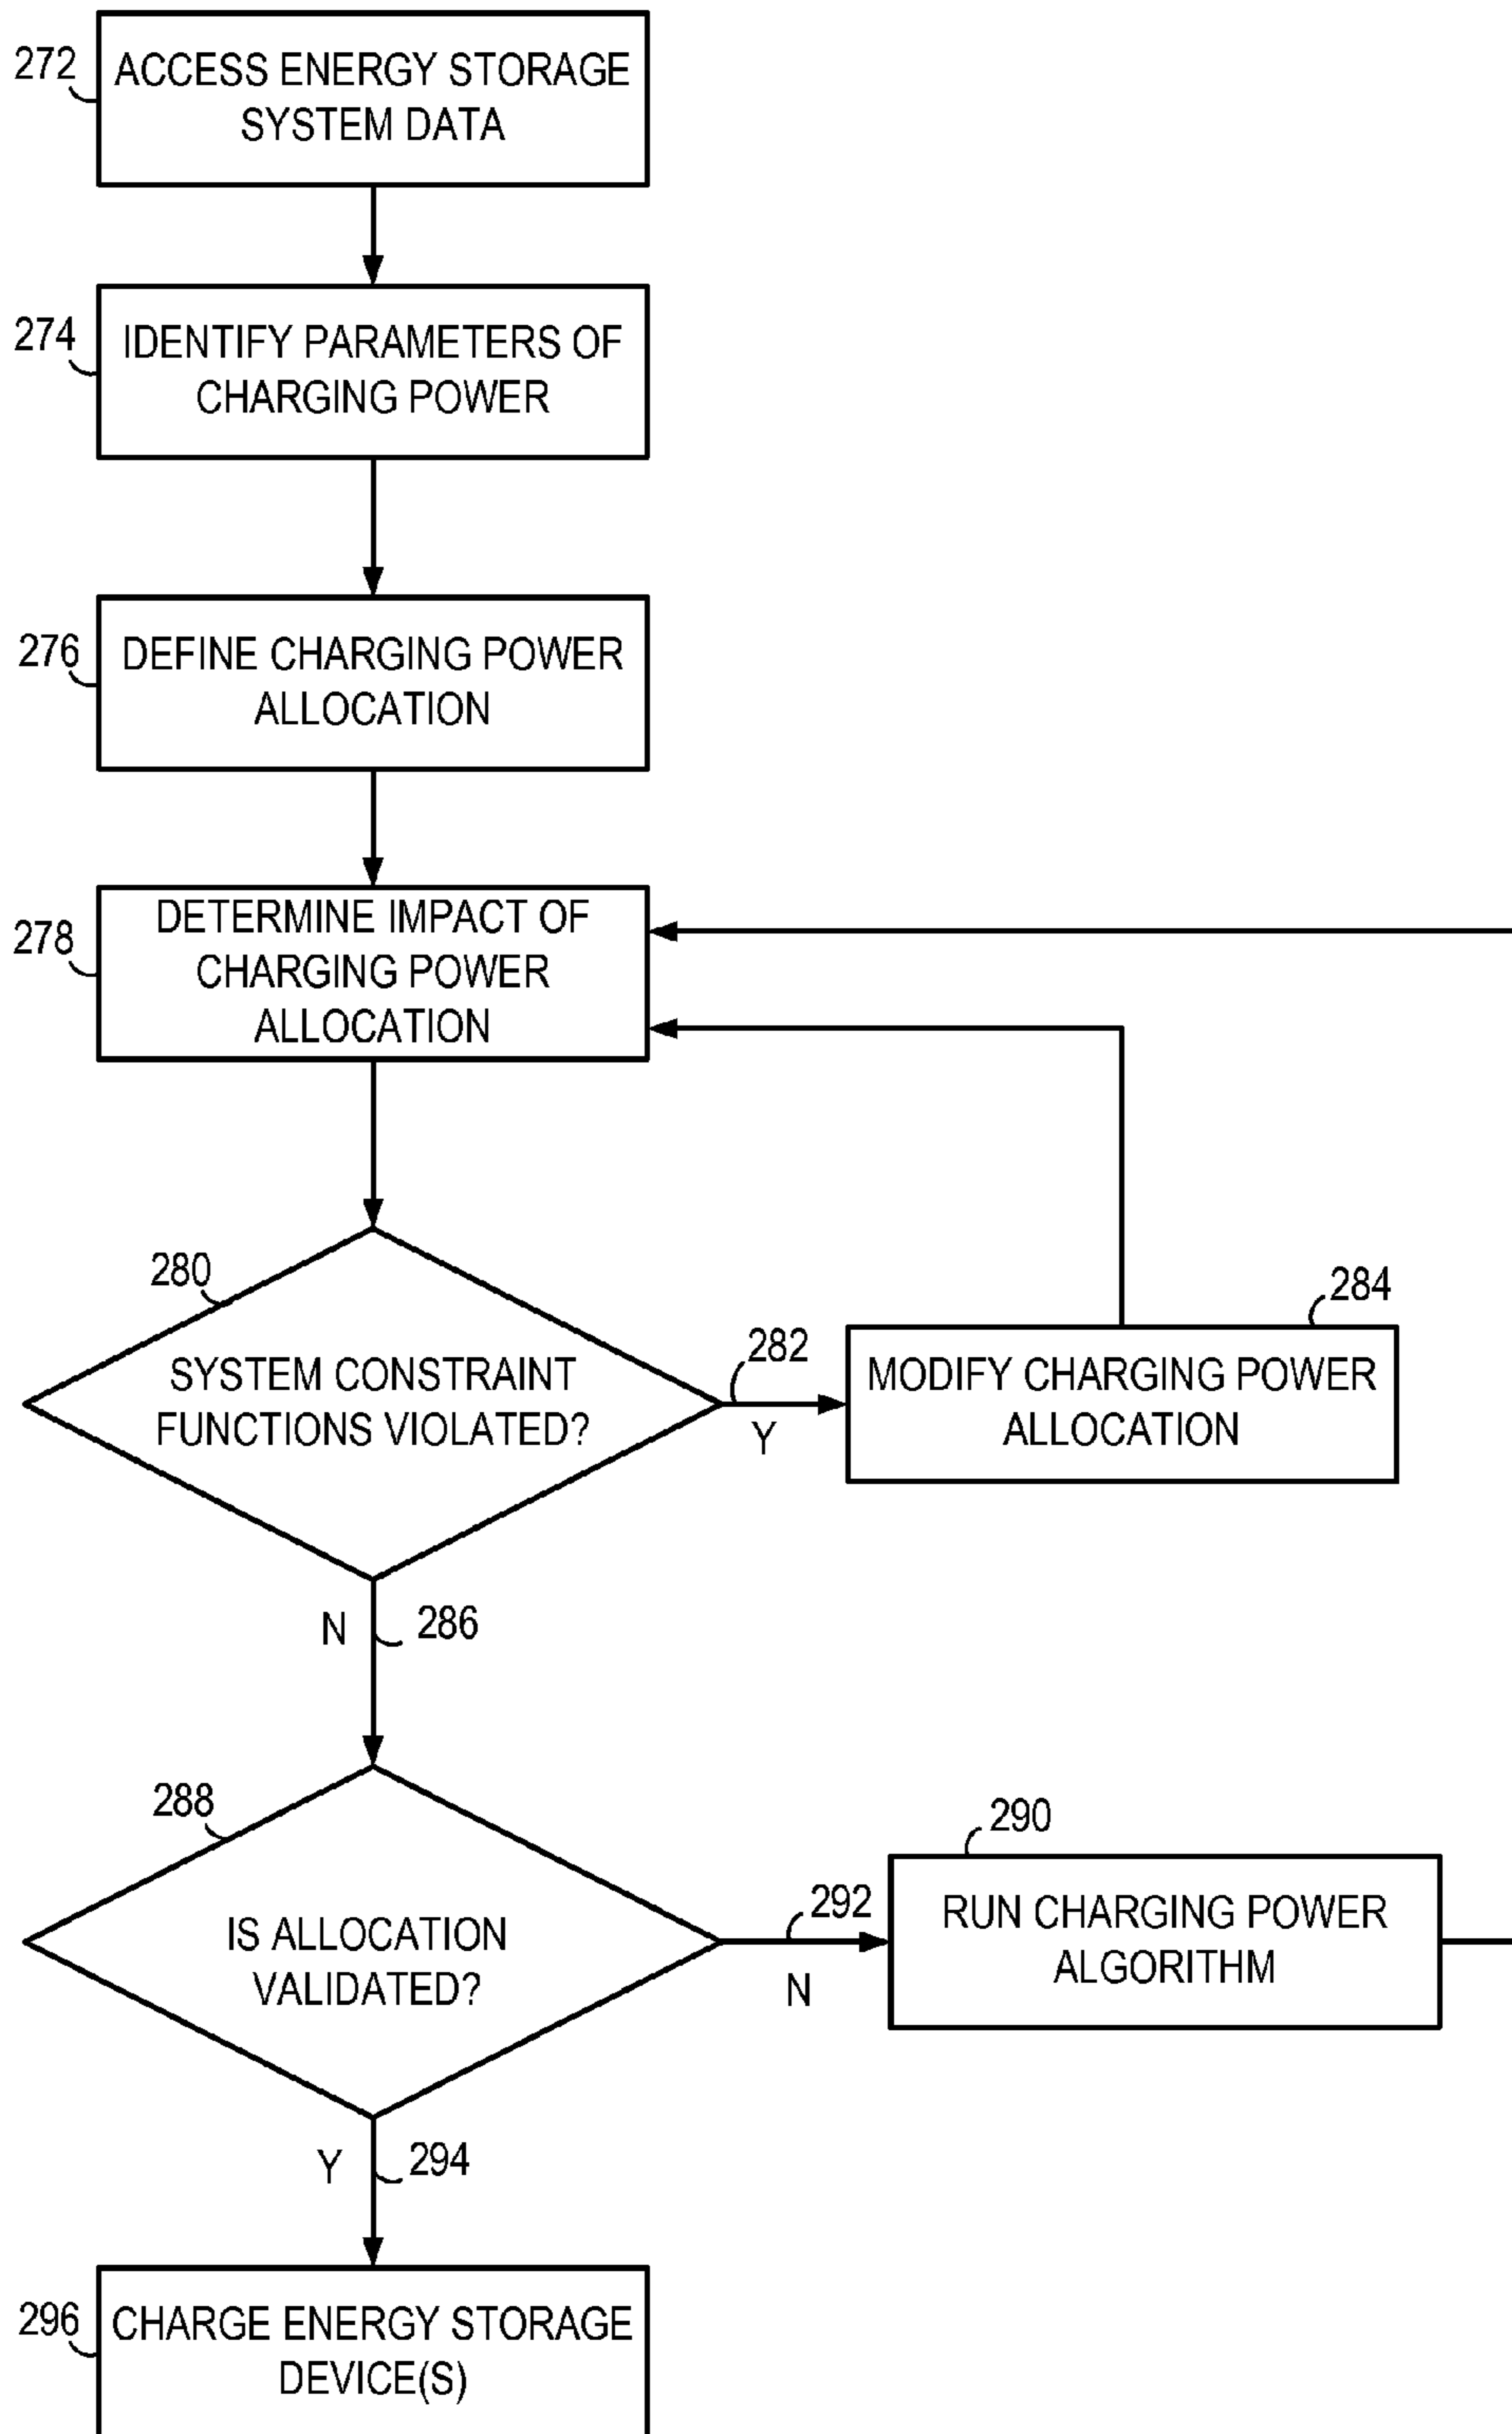 272
ACCESS ENERGY STORAGE
SYSTEM DATA
274
IDENTIFY PARAMETERS OF
CHARGING POWER
276
DEFINE CHARGING POWER
ALLOCATION
278
DETERMINE IMPACT OF
CHARGING POWER
ALLOCATION
280
SYSTEM CONSTRAINT
FUNCTIONS VIOLATED?
282
Y
284
MODIFY CHARGING POWER
ALLOCATION
N
286
288
IS ALLOCATION
VALIDATED?
292
N
290
RUN CHARGING POWER
ALGORITHM
Y
294
296
CHARGE ENERGY STORAGE
DEVICE(S)